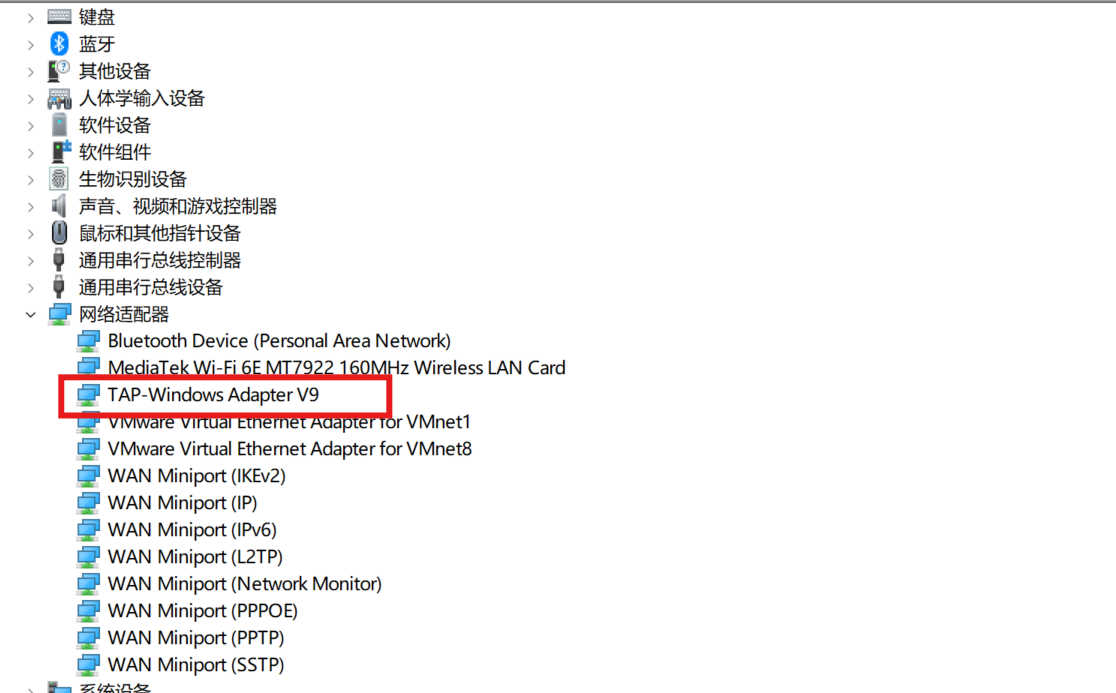 键盘
蓝牙
其他设备
人体学输入设备
软件设备
软件组件
生物识别设备
声音、视频和游戏控制器
鼠标和其他指针设备
通用串行总线控制器
通用串行总线设备
网络适配器
Bluetooth Device (Personal Area Network)
MediaTek Wi-Fi 6E MT7922 160MHz Wireless LAN Card
TAP-Windows Adapter V9
VMware Virtual Ethernet Adapter for VMnet1
VMware Virtual Ethernet Adapter for VMnet8
WAN Miniport (IKEv2)
WAN Miniport (IP)
WAN Miniport (IPv6)
WAN Miniport (L2TP)
WAN Miniport (Network Monitor)
WAN Miniport (PPPOE)
WAN Miniport (PPTP)
WAN Miniport (SSTP)
系统设备